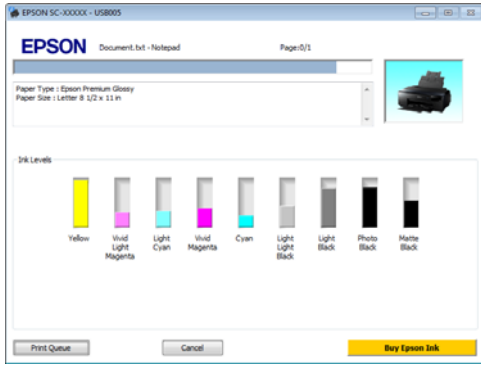 EPSON SC-XXXXX - USB005
EPSON Document.txt - Notepad Page:0/1
Paper Type : Epson Premium Glossy
Paper Size : Letter 8 1/2 x 11 in
Ink Levels
Yellow
Vivid
Light
Magenta
Light
Cyan
Vivid
Magenta
Cyan
Light
Light
Black
Light
Black
Photo
Black
Matte
Black
Print Queue Cancel Buy Epson Ink